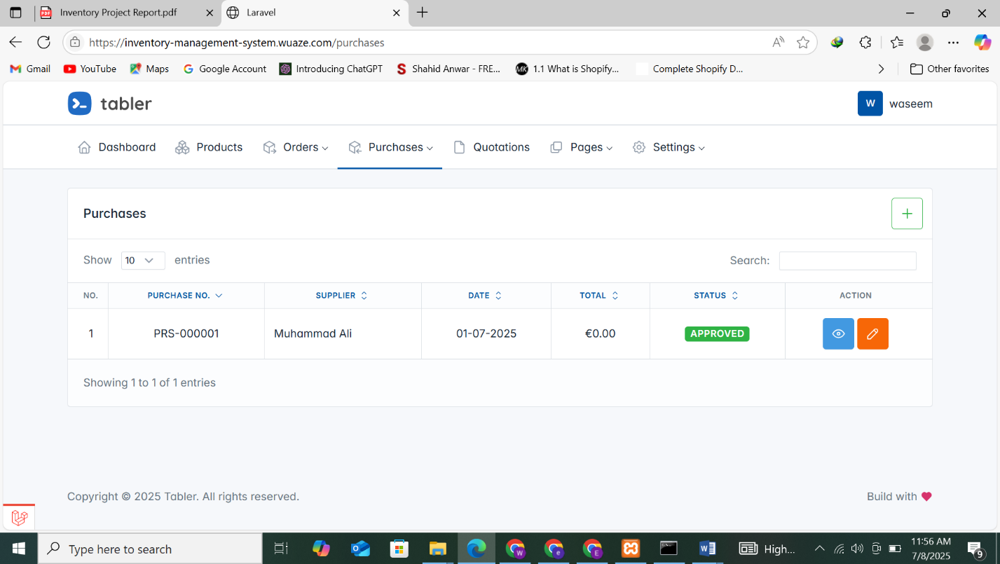 Inventory Project Report.pdf
Laravel
https://inventory-management-system.wuaze.com/purchases
Gmail YouTube Maps Google Account Introducing ChatGPT Shahid Anwar - FRE... 1.1 What is Shopify... Complete Shopify D... Other favorites
tabler
W waseem
Dashboard Products Orders Purchases Quotations Pages Settings
Purchases
Show 10 entries Search:
NO. PURCHASE NO. SUPPLIER DATE TOTAL STATUS ACTION
1 PRS-000001 Muhammad Ali 01-07-2025 €0.00 APPROVED
Showing 1 to 1 of 1 entries
Copyright © 2025 Tabler. All rights reserved. Build with
Type here to search High... 11:56 AM
7/8/2025
9